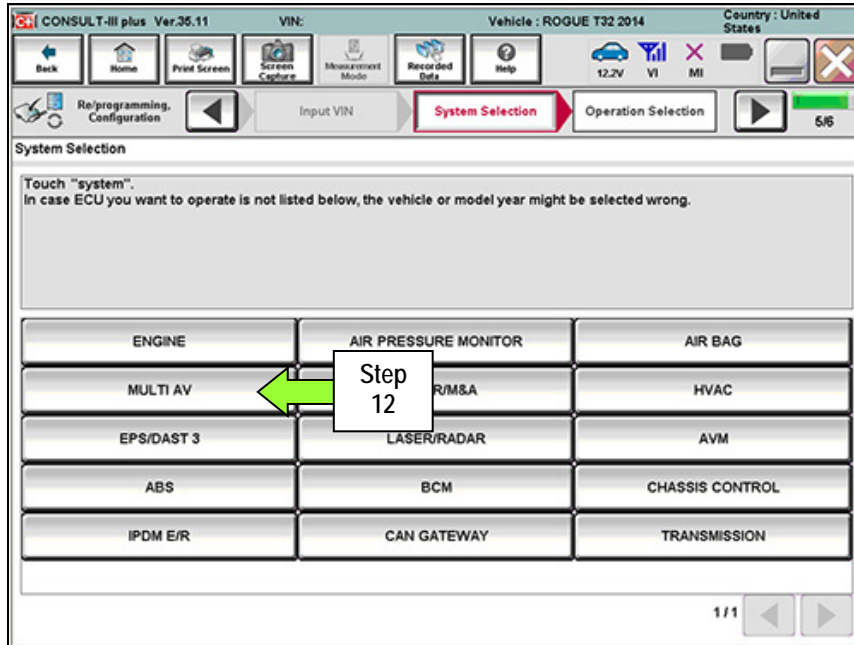 CONSULT-III plus Ver.35.11 VIN: Vehicle : ROGUE T32 2014 Country : United States
Back
Home
Print Screen
Screen Capture
Measurement Mode
Recorded Data
Help
12.2V
VI
MI
Re/programming, Configuration
Input VIN
System Selection
Operation Selection
5/6
System Selection
Touch "system".
In case ECU you want to operate is not listed below, the vehicle or model year might be selected wrong.
ENGINE
AIR PRESSURE MONITOR
AIR BAG
MULTI AV
Step
12
R/M&A
HVAC
EPS/DAST 3
LASER/RADAR
AVM
ABS
BCM
CHASSIS CONTROL
IPDM E/R
CAN GATEWAY
TRANSMISSION
1/1